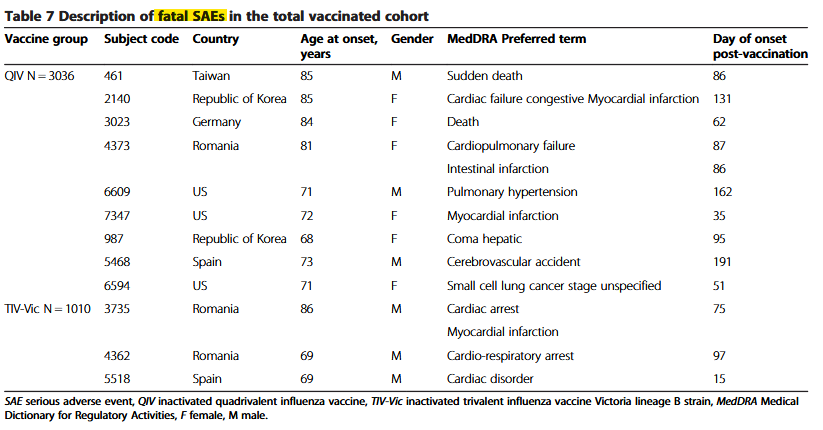 Table 7 Description of fatal SAEs in the total vaccinated cohort
Vaccine group Subject code Country Age at onset, years Gender MedDRA Preferred term Day of onset post-vaccination
QIV N = 3036 461 Taiwan 85 M Sudden death 86
2140 Republic of Korea 85 F Cardiac failure congestive Myocardial infarction 131
3023 Germany 84 F Death 62
4373 Romania 81 F Cardiopulmonary failure 87
Intestinal infarction 86
6609 US 71 M Pulmonary hypertension 162
7347 US 72 F Myocardial infarction 35
987 Republic of Korea 68 F Coma hepatic 95
5468 Spain 73 M Cerebrovascular accident 191
6594 US 71 F Small cell lung cancer stage unspecified 51
TIV-Vic N = 1010 3735 Romania 86 M Cardiac arrest 75
Myocardial infarction
4362 Romania 69 M Cardio-respiratory arrest 97
5518 Spain 69 M Cardiac disorder 15
SAE serious adverse event, QIV inactivated quadrivalent influenza vaccine, TIV-Vic inactivated trivalent influenza vaccine Victoria lineage B strain, MedDRA Medical
Dictionary for Regulatory Activities, F female, M male.